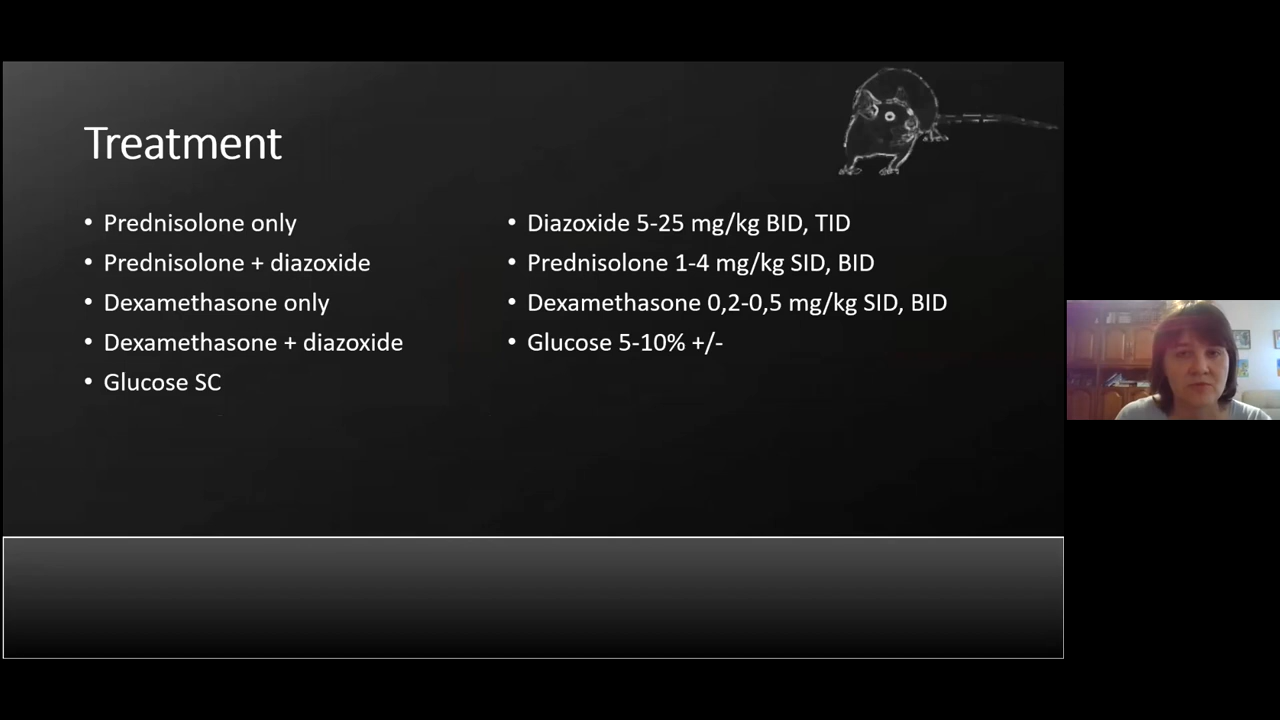 Treatment
• Prednisolone only
• Prednisolone + diazoxide
• Dexamethasone only
• Dexamethasone + diazoxide
• Glucose SC
• Diazoxide 5-25 mg/kg BID, TID
• Prednisolone 1-4 mg/kg SID, BID
• Dexamethasone 0,2-0,5 mg/kg SID, BID
• Glucose 5-10% +/-